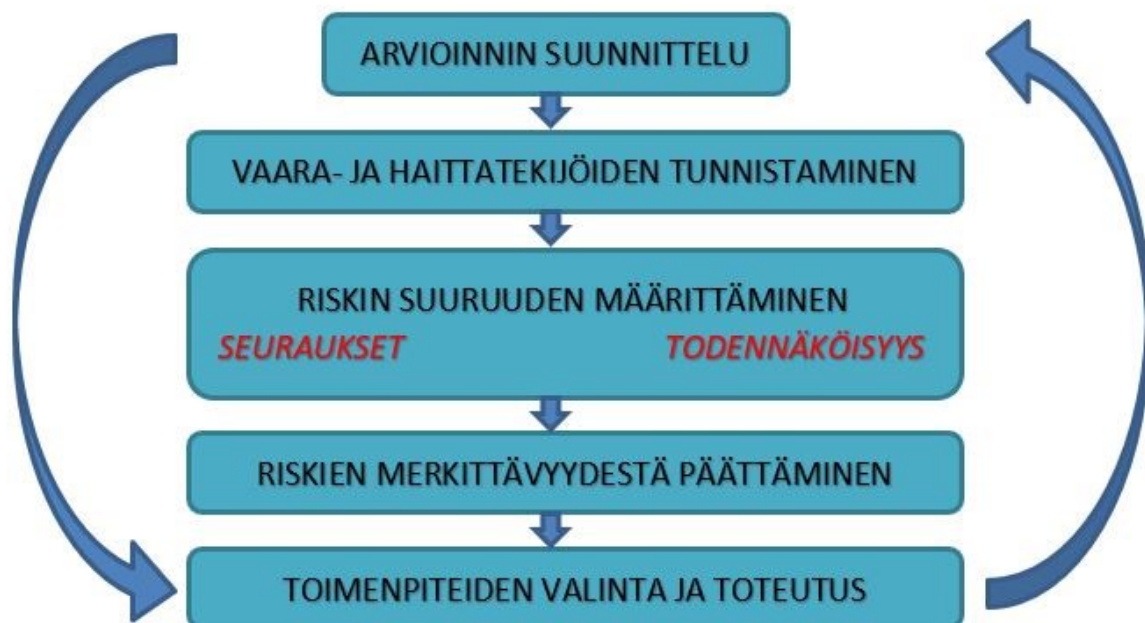 ARVIOINNIN SUUNNITTELU
VAARA- JA HAITTATEKIJÖIDEN TUNNISTAMINEN
RISKIN SUURUUDEN MÄÄRITTÄMINEN
SEURAUKSET TODENNÄKÖISYYS
RISKIEN MERKITTÄVYYDESTÄ PÄÄTTÄMINEN
TOIMENPITEIDEN VALINTA JA TOTEUTUS